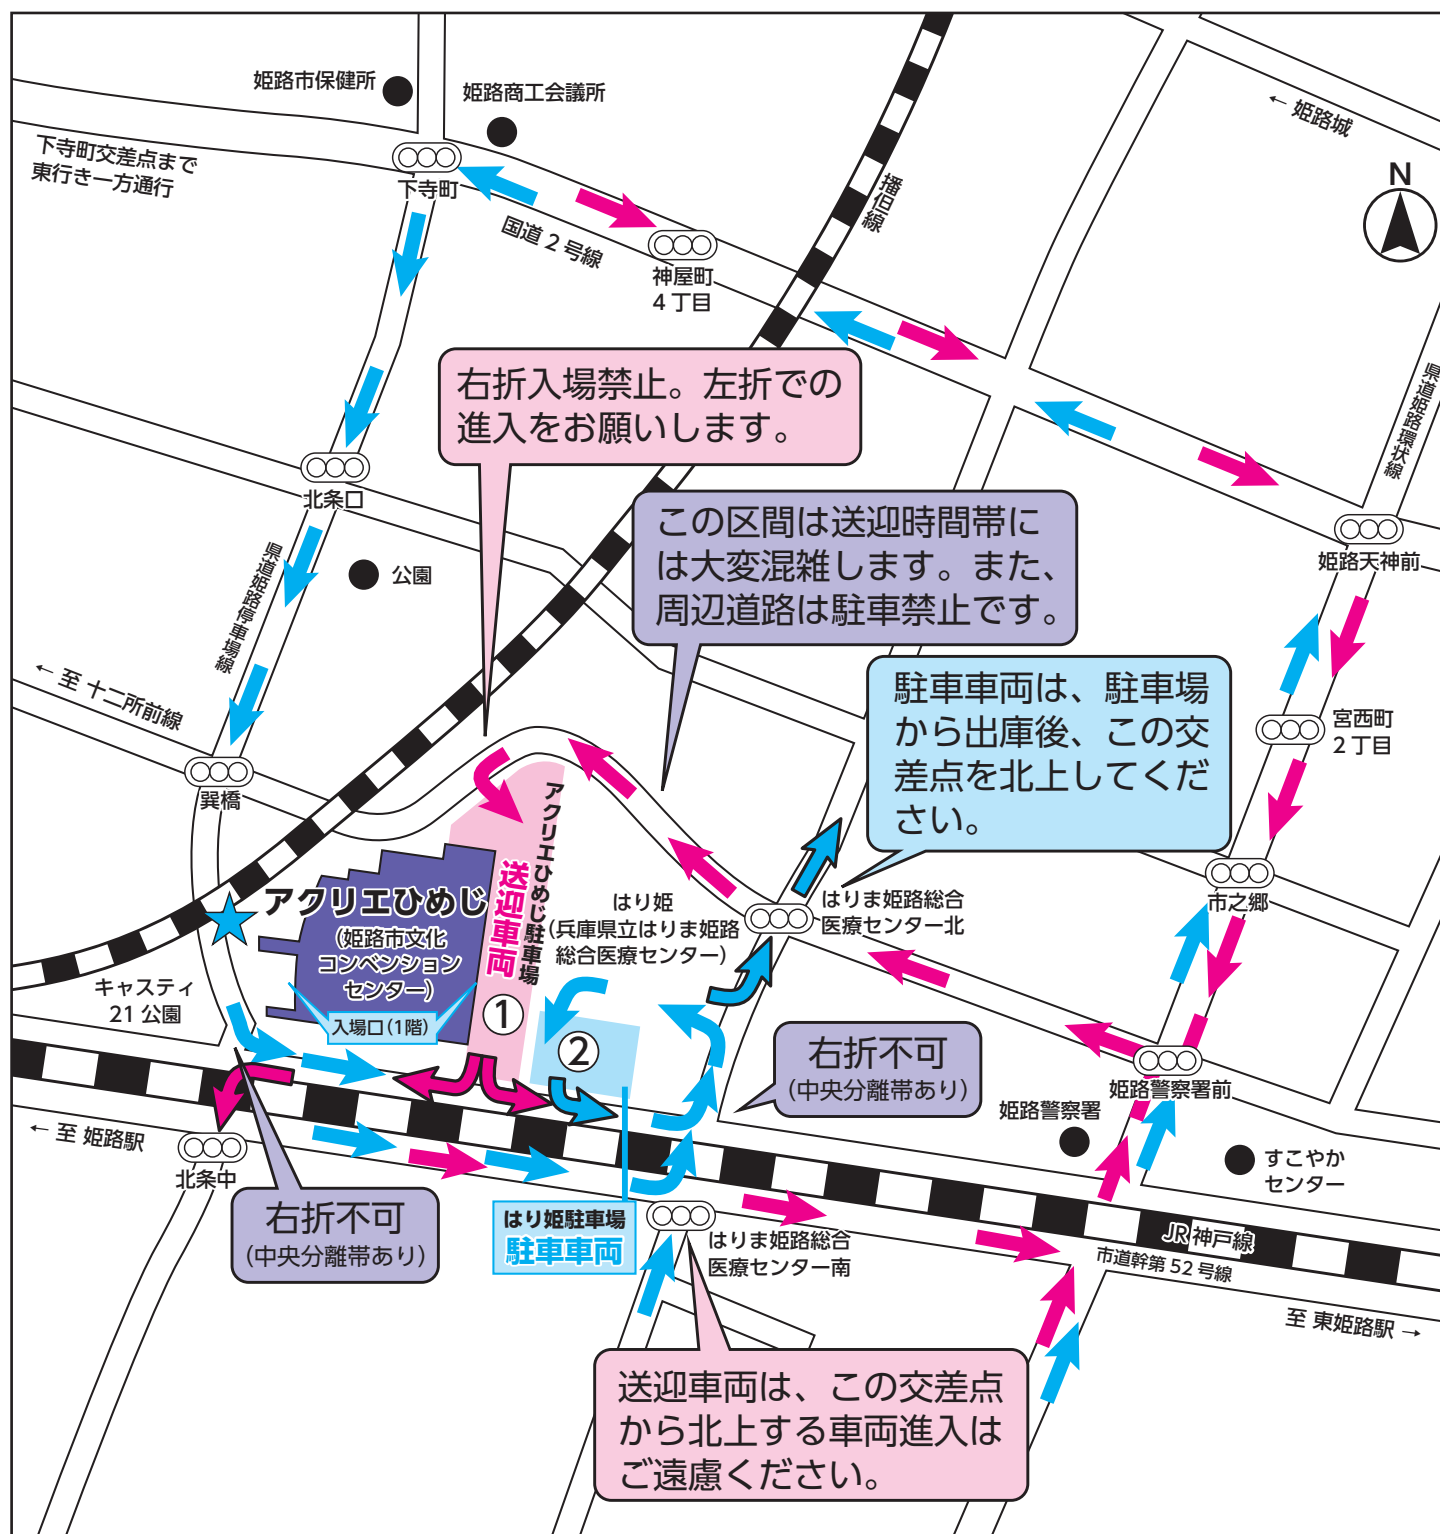 姫路市保健所
姫路商工会議所
← 姫路城
下寺町交差点まで
東行き一方通行
下寺町
国道2号線
播但線
N
神屋町
4丁目
右折入場禁止。左折での
進入をお願いします。
県道姫路環状線
北条口
この区間は送迎時間帯に
は大変混雑します。また、
周辺道路は駐車禁止です。
姫路天神前
県道姫路停車場線
公園
← 至 十二所前線
駐車車両は、駐車場
から出庫後、この交
差点を北上してくだ
さい。
宮西町
2丁目
巽橋
アクリエひめじ駐車場
送迎車両
①
アクリエひめじ
(姫路市文化
コンベンション
センター)
入場口(1階)
はり姫
(兵庫県立はりま姫路
総合医療センター)
はりま姫路総合
医療センター北
市之郷
キャスティ
21公園
②
右折不可
(中央分離帯あり)
姫路警察署前
姫路警察署
すこやか
センター
← 至 姫路駅
北条中
右折不可
(中央分離帯あり)
はり姫駐車場
駐車車両
はりま姫路総合
医療センター南
JR神戸線
市道幹第52号線
至 東姫路駅 →
送迎車両は、この交差点
から北上する車両進入は
ご遠慮ください。